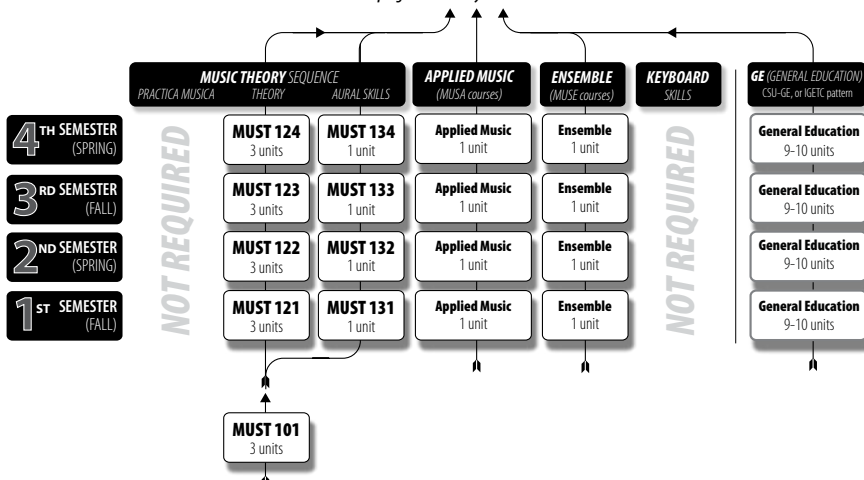 MUSIC THEORY SEQUENCE
PRACTICA MUSICA THEORY AURAL SKILLS
APPLIED MUSIC
(MUSA courses)
ENSEMBLE
(MUSE courses)
KEYBOARD
SKILLS
GE (GENERAL EDUCATION)
CSU-GE, or IGETC pattern
4TH SEMESTER
(SPRING)
NOT REQUIRED
MUST 124
3 units
MUST 134
1 unit
Applied Music
1 unit
Ensemble
1 unit
NOT REQUIRED
General Education
9-10 units
3RD SEMESTER
(FALL)
MUST 123
3 units
MUST 133
1 unit
Applied Music
1 unit
Ensemble
1 unit
General Education
9-10 units
2ND SEMESTER
(SPRING)
MUST 122
3 units
MUST 132
1 unit
Applied Music
1 unit
Ensemble
1 unit
General Education
9-10 units
1ST SEMESTER
(FALL)
MUST 121
3 units
MUST 131
1 unit
Applied Music
1 unit
Ensemble
1 unit
General Education
9-10 units
MUST 101
3 units